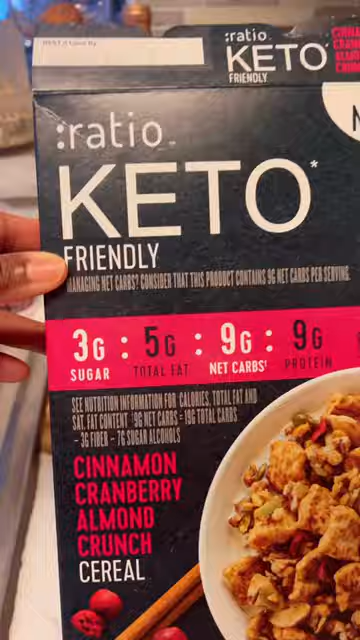 :ratio
KETO
FRIENDLY
:ratio
KETO*
FRIENDLY
MANAGING NET CARBS? CONSIDER THAT THIS PRODUCT CONTAINS 9G NET CARBS PER SERVING
3G : 5G : 9G : 9G
SUGAR TOTAL FAT NET CARBS† PROTEIN
SEE NUTRITION INFORMATION FOR CALORIES, TOTAL FAT AND
SAT. FAT CONTENT †9G NET CARBS = 19G TOTAL CARBS
- 3G FIBER - 7G SUGAR ALCOHOLS
CINNAMON
CRANBERRY
ALMOND
CRUNCH
CEREAL